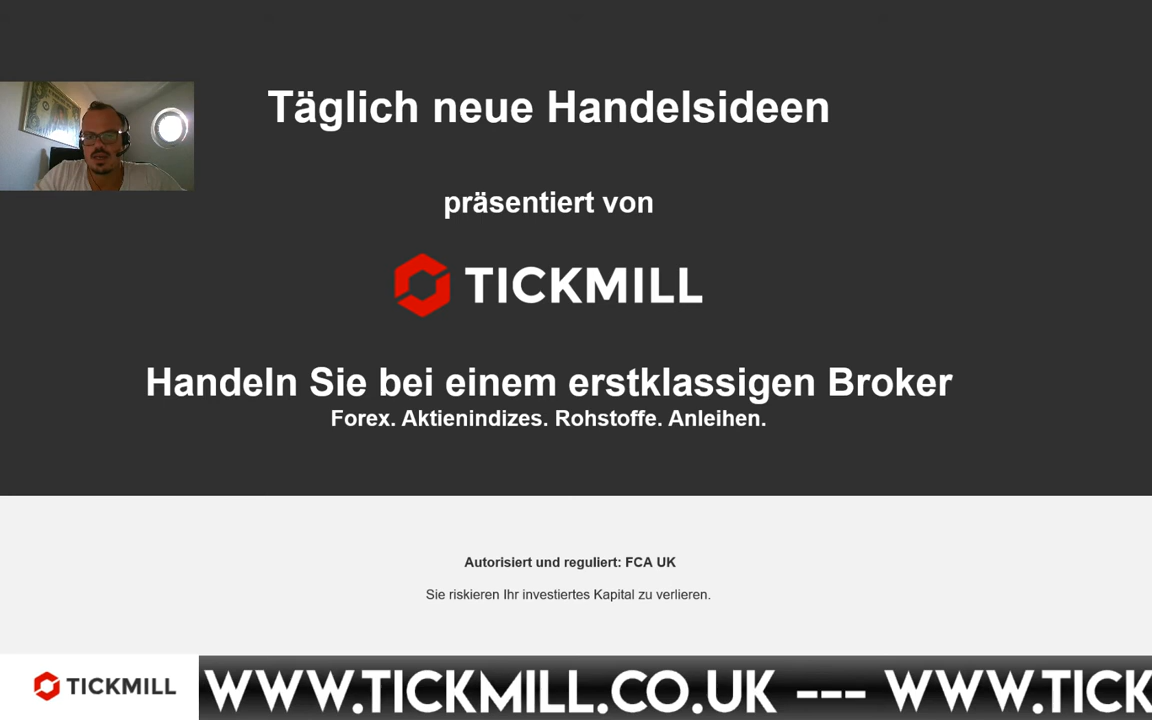 Täglich neue Handelsideen
präsentiert von
TICKMILL
Handeln Sie bei einem erstklassigen Broker
Forex. Aktienindizes. Rohstoffe. Anleihen.
Autorisiert und reguliert: FCA UK
Sie riskieren Ihr investiertes Kapital zu verlieren.
TICKMILL WWW.TICKMILL.CO.UK --- WWW.TICK